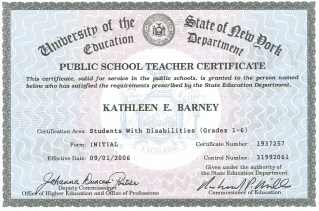 University of the State of New York
Education Department
PUBLIC SCHOOL TEACHER CERTIFICATE
This certificate, valid for service in the public schools, is granted to the person named
below who has satisfied the requirements prescribed by the State Education Department.
KATHLEEN E. BARNEY
Certification Area: Students With Disabilities (Grades 1-6)
Form: INITIAL Certificate Number: 1937257
Effective Date: 09/01/2006 Control Number: 31992061
Given under the authority of
the State Education Department
Deputy Commissioner
Office of Higher Education and Office of Professions
Commissioner of Education